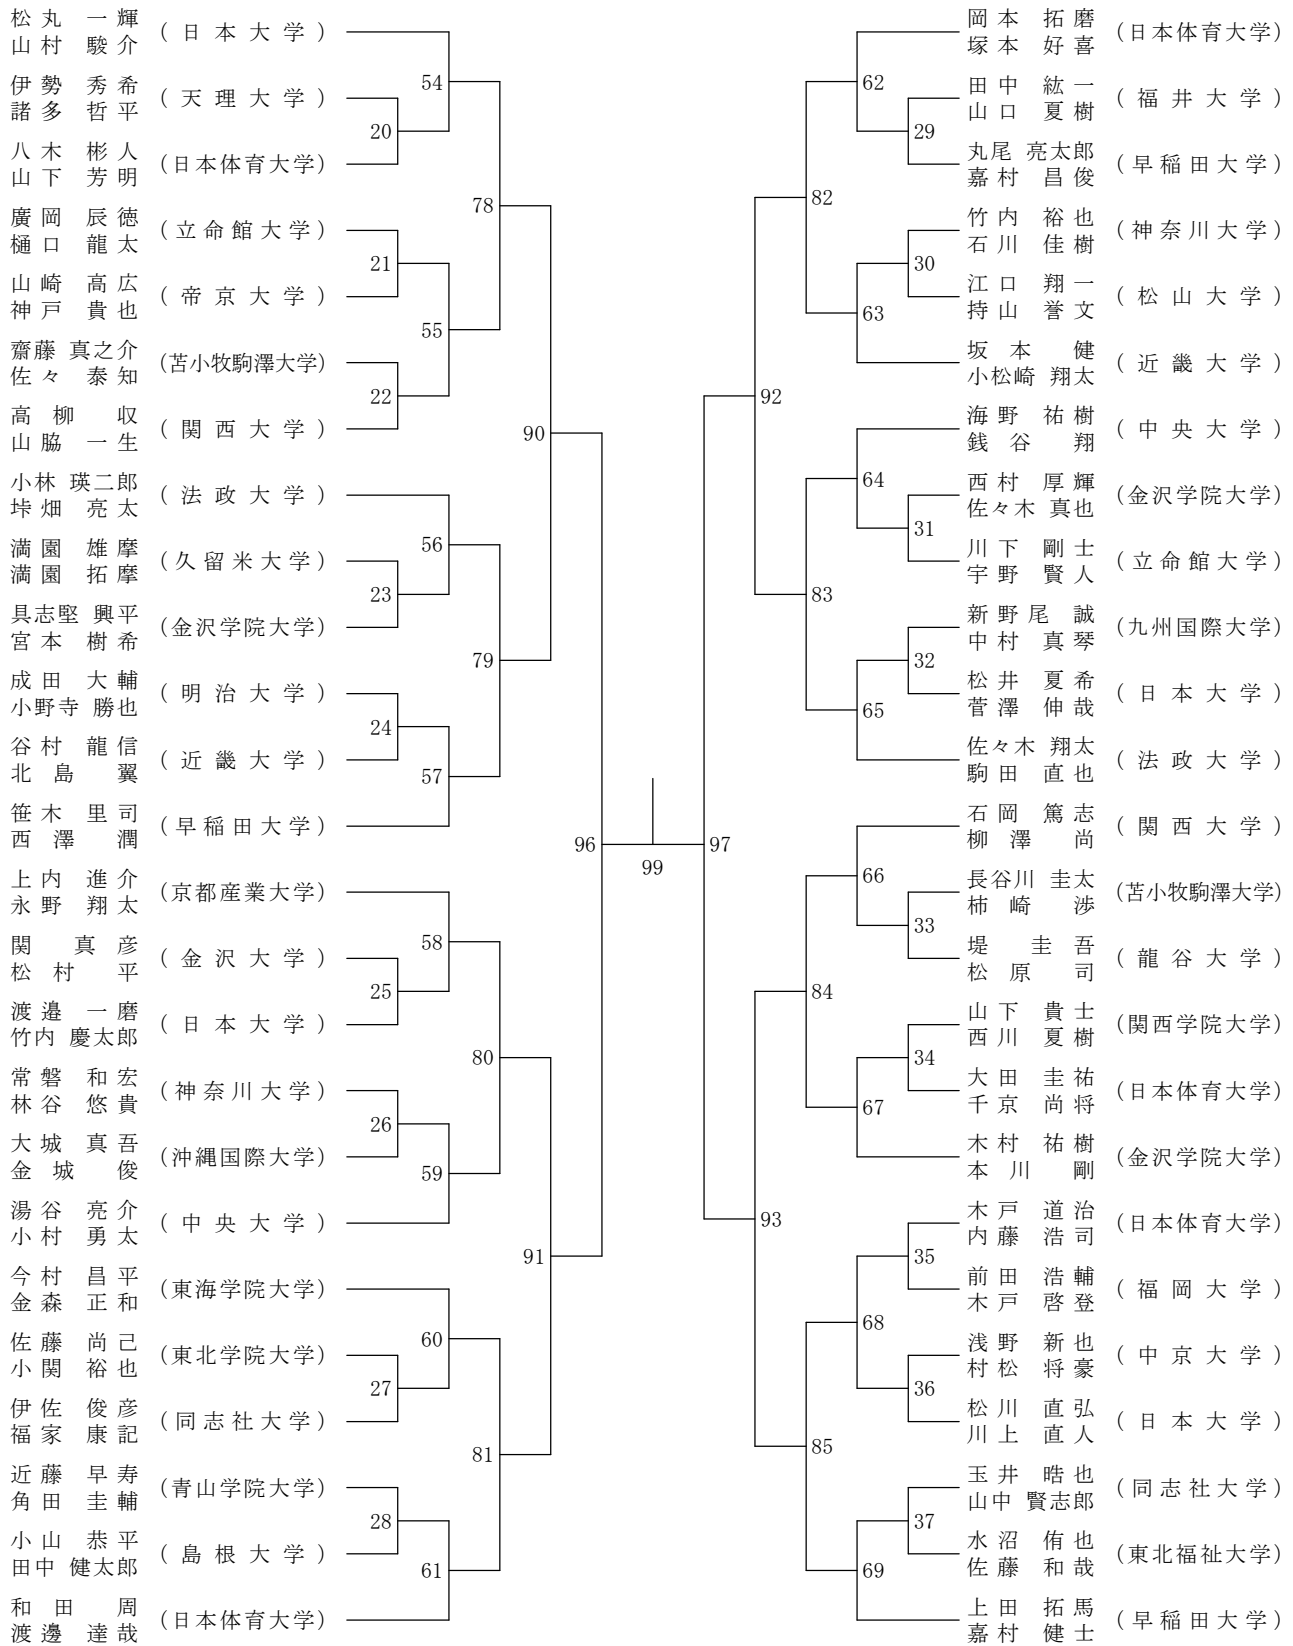 松丸 一輝
山村 駿介
(日本大学)
伊勢 秀希
諸多 哲平
(天理大学)
八木 彬人
山下 芳明
(日本体育大学)
廣岡 辰徳
樋口 龍太
(立命館大学)
山崎 高広
神戸 貴也
(帝京大学)
齋藤 真之介
佐々 泰知
(苫小牧駒澤大学)
高柳 収
山脇 一生
(関西大学)
小林 瑛二郎
垰畑 亮太
(法政大学)
満園 雄摩
満園 拓摩
(久留米大学)
具志堅 興平
宮本 樹希
(金沢学院大学)
成田 大輔
小野寺 勝也
(明治大学)
谷村 龍信
北島 翼
(近畿大学)
笹木 里司
西澤 潤
(早稲田大学)
上内 進介
永野 翔太
(京都産業大学)
関 真彦
松村 平
(金沢大学)
渡邉 一磨
竹内 慶太郎
(日本大学)
常磐 和宏
林谷 悠貴
(神奈川大学)
大城 真吾
金城 俊
(沖縄国際大学)
湯谷 亮介
小村 勇太
(中央大学)
今村 昌平
金森 正和
(東海学院大学)
佐藤 尚己
小関 裕也
(東北学院大学)
伊佐 俊彦
福家 康記
(同志社大学)
近藤 早寿
角田 圭輔
(青山学院大学)
小山 恭平
田中 健太郎
(島根大学)
和田 周
渡邊 達哉
(日本体育大学)
54
20
78
21
55
22
90
56
23
79
24
57
96
58
25
80
26
59
91
60
27
81
28
61
99
97
62
29
82
30
63
92
64
31
83
32
65
66
33
84
34
67
93
35
68
36
85
37
69
岡本 拓磨
塚本 好喜
(日本体育大学)
田中 紘一
山口 夏樹
(福井大学)
丸尾 亮太郎
嘉村 昌俊
(早稲田大学)
竹内 裕也
石川 佳樹
(神奈川大学)
江口 翔一
持山 誉文
(松山大学)
坂本 健
小松崎 翔太
(近畿大学)
海野 祐樹
銭谷 翔
(中央大学)
西村 厚輝
佐々木 真也
(金沢学院大学)
川下 剛士
宇野 賢人
(立命館大学)
新野尾 誠
中村 真琴
(九州国際大学)
松井 夏希
菅澤 伸哉
(日本大学)
佐々木 翔太
駒田 直也
(法政大学)
石岡 篤志
柳澤 尚
(関西大学)
長谷川 圭太
柿崎 渉
(苫小牧駒澤大学)
堤 圭吾
松原 司
(龍谷大学)
山下 貴士
西川 夏樹
(関西学院大学)
大田 圭祐
千京 尚将
(日本体育大学)
木村 祐樹
本川 剛
(金沢学院大学)
木戸 道治
内藤 浩司
(日本体育大学)
前田 浩輔
木戸 啓登
(福岡大学)
浅野 新也
村松 将豪
(中京大学)
松川 直弘
川上 直人
(日本大学)
玉井 晧也
山中 賢志郎
(同志社大学)
水沼 侑也
佐藤 和哉
(東北福祉大学)
上田 拓馬
嘉村 健士
(早稲田大学)